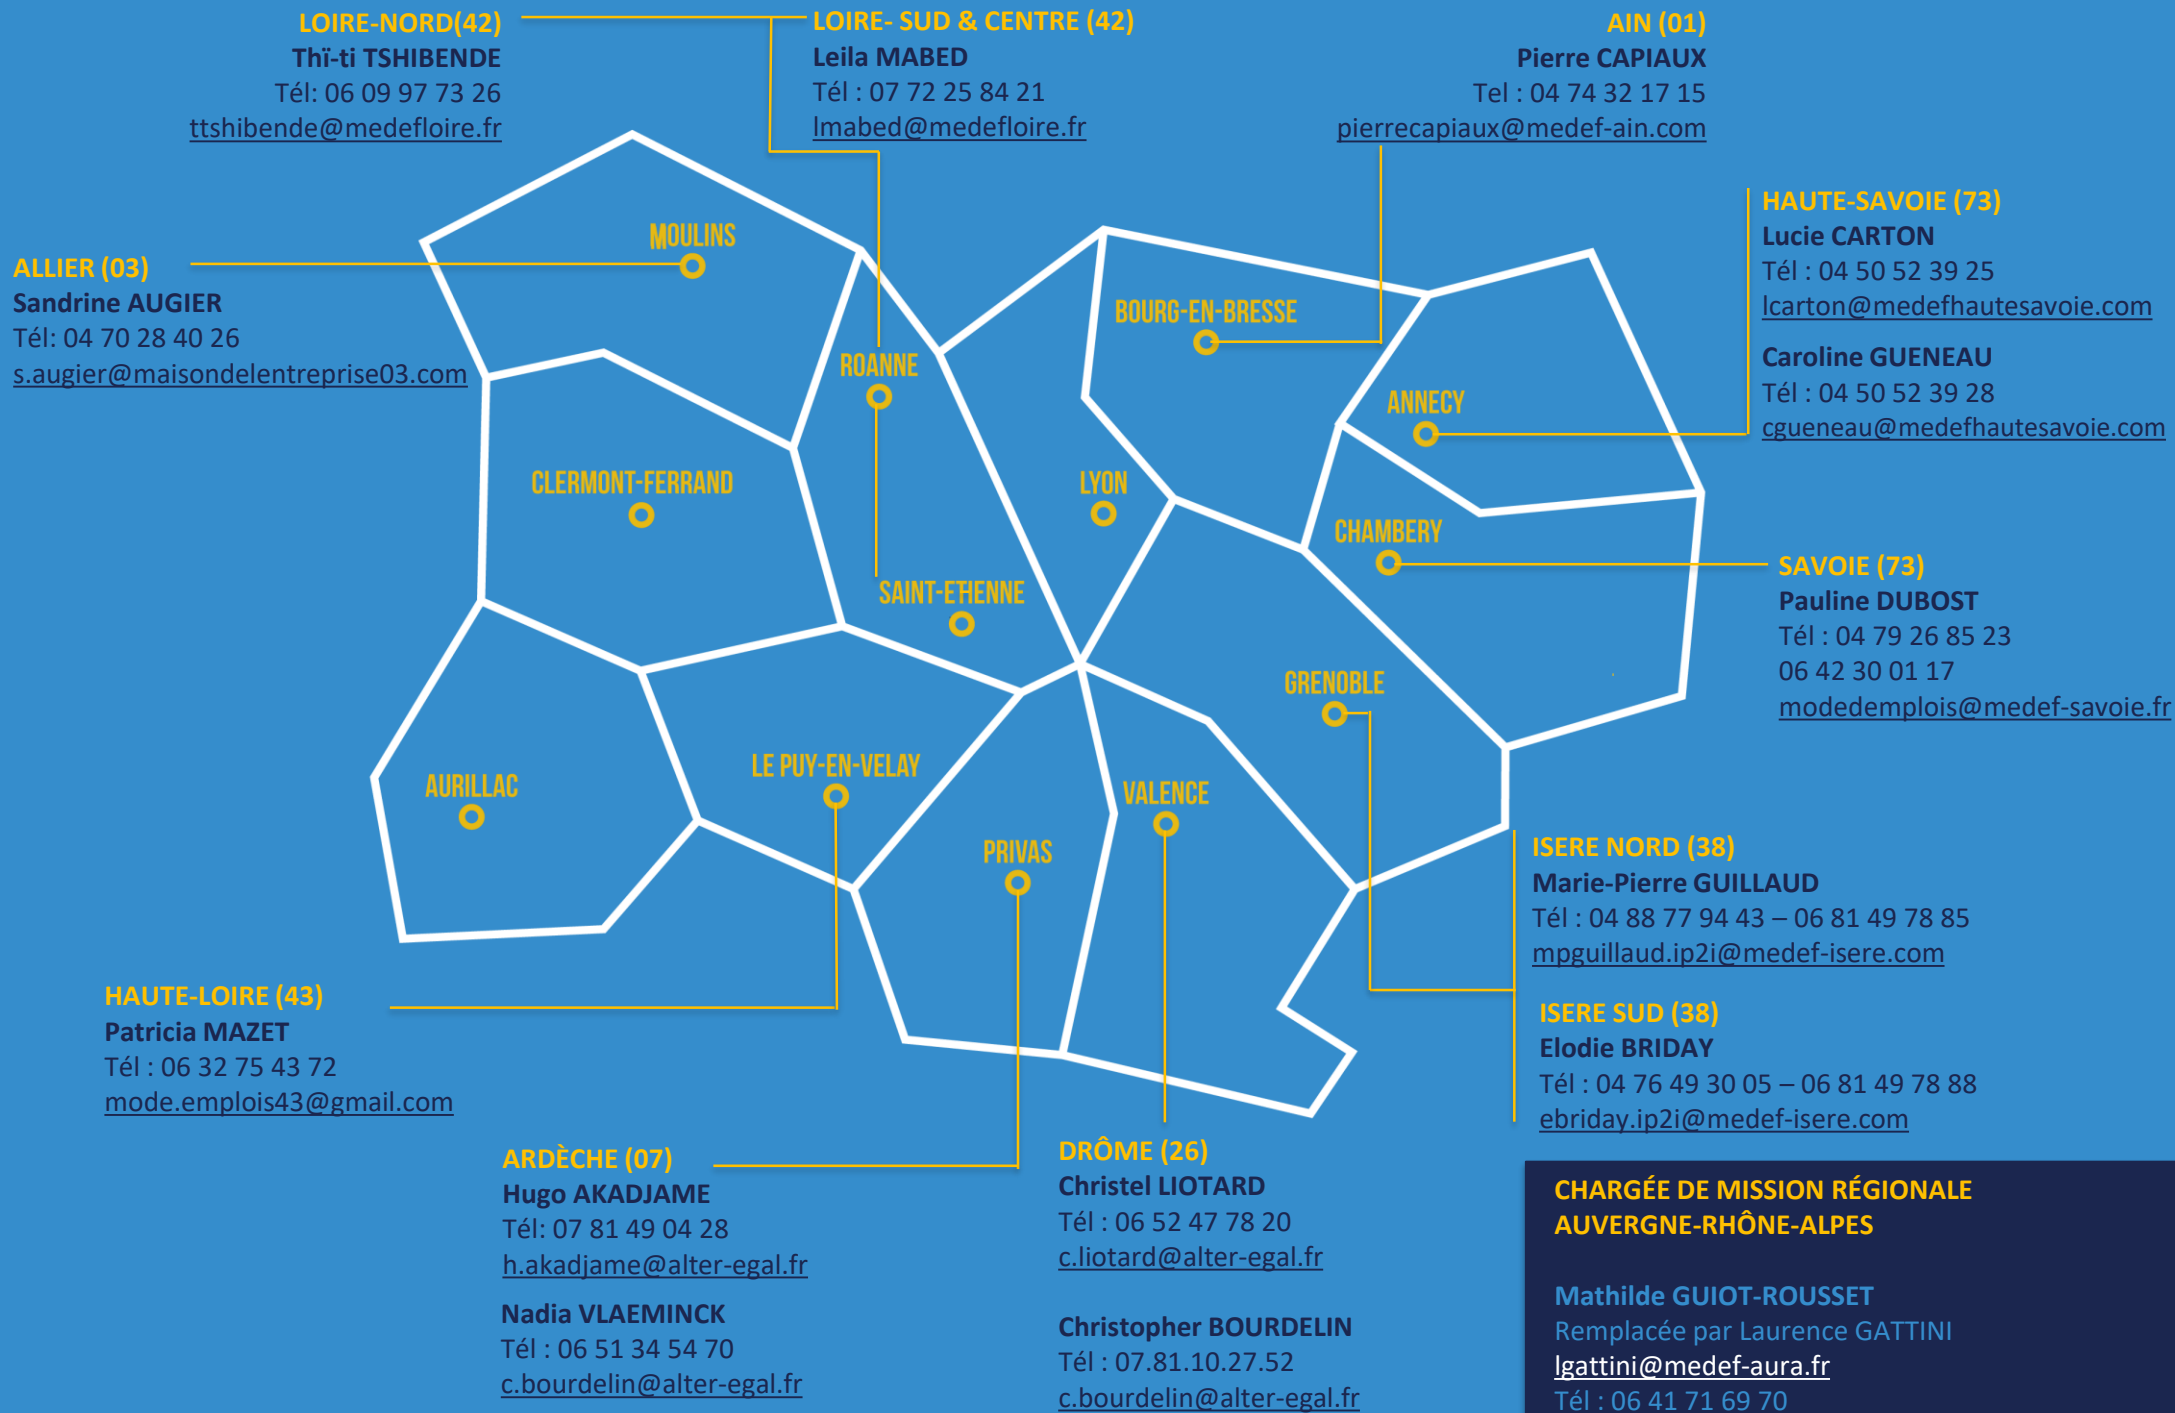 LOIRE-NORD(42)
Thï-ti TSHIBENDE
Tél: 06 09 97 73 26
ttshibende@medefloire.fr
LOIRE- SUD & CENTRE (42)
Leila MABED
Tél : 07 72 25 84 21
lmabed@medefloire.fr
AIN (01)
Pierre CAPIAUX
Tel : 04 74 32 17 15
pierrecapiaux@medef-ain.com
HAUTE-SAVOIE (73)
Lucie CARTON
Tél : 04 50 52 39 25
lcarton@medefhautesavoie.com
Caroline GUENEAU
Tél : 04 50 52 39 28
cgueneau@medefhautesavoie.com
ALLIER (03)
Sandrine AUGIER
Tél: 04 70 28 40 26
s.augier@maisondelentreprise03.com
MOULINS
BOURG-EN-BRESSE
ROANNE
ANNECY
CLERMONT-FERRAND
LYON
CHAMBERY
SAINT-ETIENNE
GRENOBLE
LE PUY-EN-VELAY
AURILLAC
VALENCE
PRIVAS
SAVOIE (73)
Pauline DUBOST
Tél : 04 79 26 85 23
06 42 30 01 17
modedemplois@medef-savoie.fr
ISERE NORD (38)
Marie-Pierre GUILLAUD
Tél : 04 88 77 94 43 – 06 81 49 78 85
mpguillaud.ip2i@medef-isere.com
ISERE SUD (38)
Elodie BRIDAY
Tél : 04 76 49 30 05 – 06 81 49 78 88
ebriday.ip2i@medef-isere.com
HAUTE-LOIRE (43)
Patricia MAZET
Tél : 06 32 75 43 72
mode.emplois43@gmail.com
ARDÈCHE (07)
Hugo AKADJAME
Tél: 07 81 49 04 28
h.akadjame@alter-egal.fr
Nadia VLAEMINCK
Tél : 06 51 34 54 70
c.bourdelin@alter-egal.fr
DRÔME (26)
Christel LIOTARD
Tél : 06 52 47 78 20
c.liotard@alter-egal.fr
Christopher BOURDELIN
Tél : 07.81.10.27.52
c.bourdelin@alter-egal.fr
CHARGÉE DE MISSION RÉGIONALE
AUVERGNE-RHÔNE-ALPES
Mathilde GUIOT-ROUSSET
Remplacée par Laurence GATTINI
lgattini@medef-aura.fr
Tél : 06 41 71 69 70